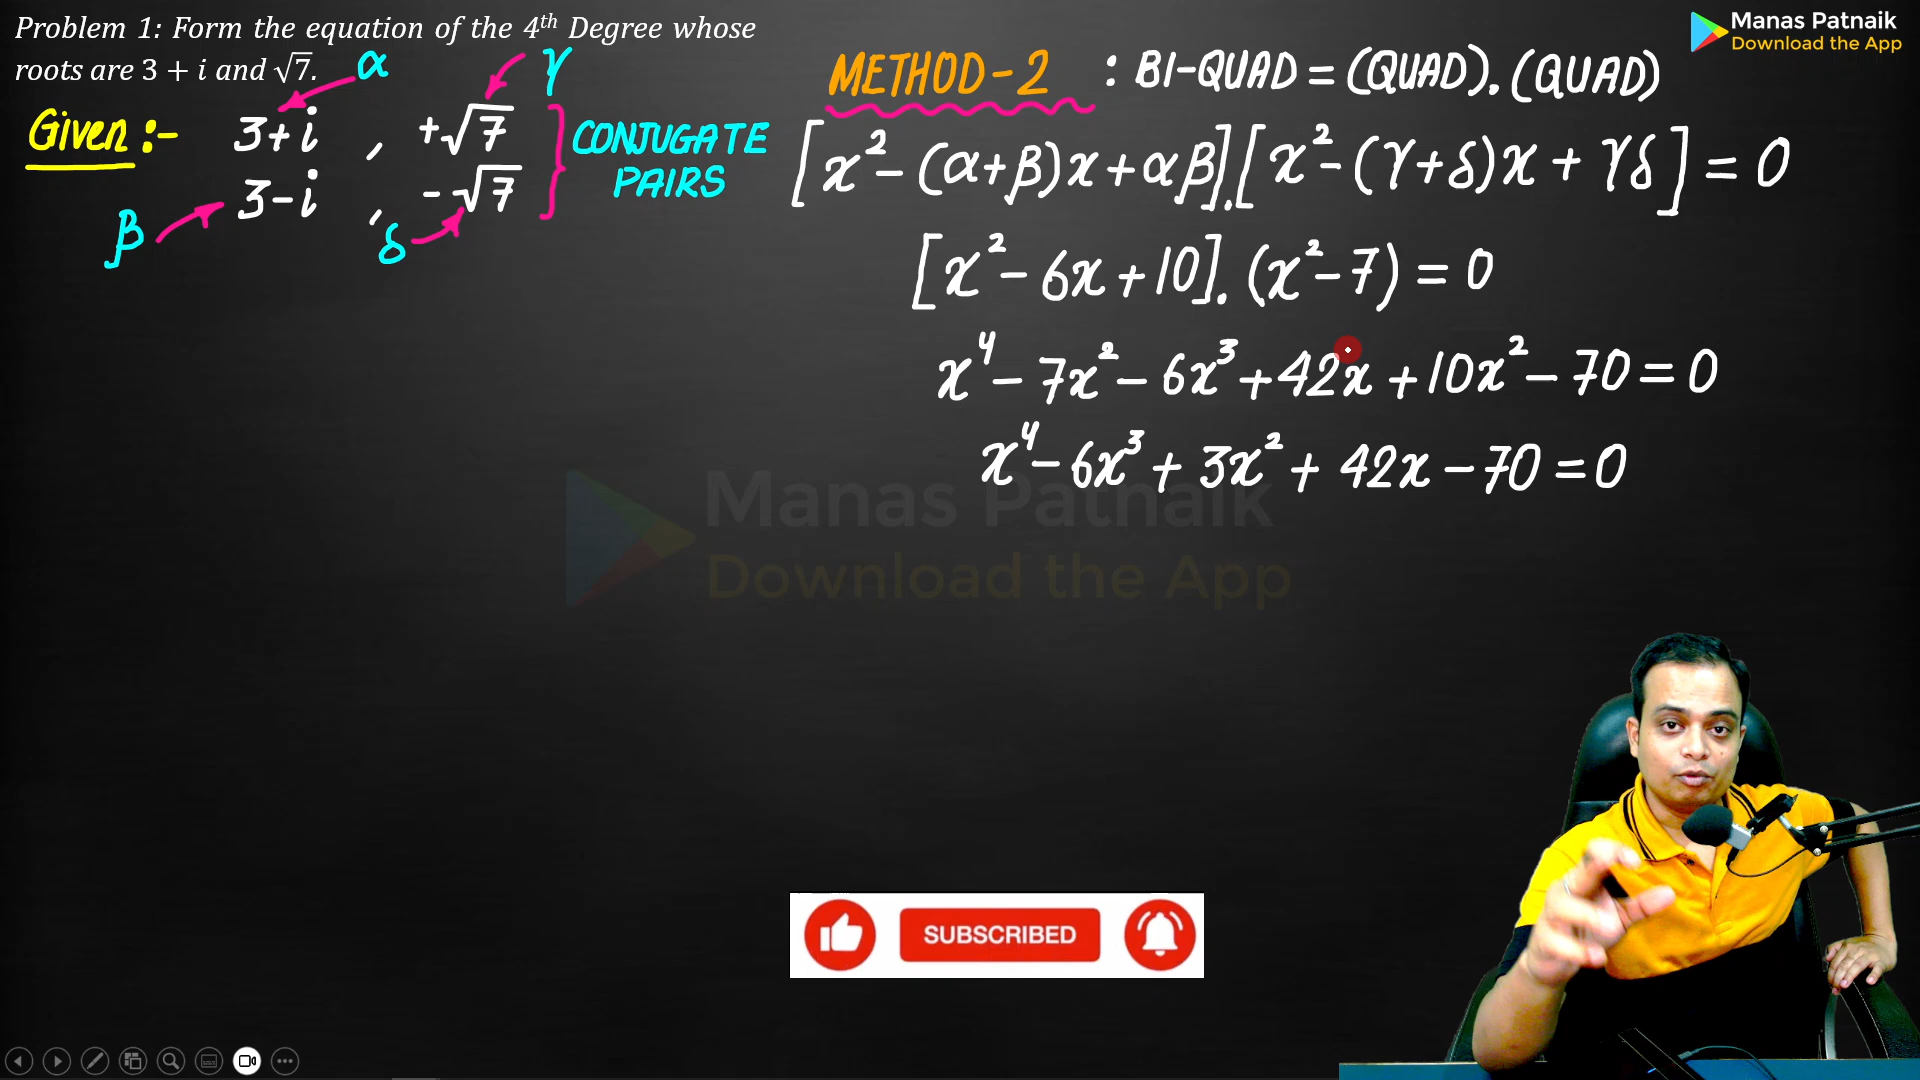 Problem 1: Form the equation of the 4th Degree whose
roots are 3 + i and √7.
α
γ
Given :-
3+i , +√7
3-i , -√7
β
δ
CONJUGATE
PAIRS
METHOD-2 : BI-QUAD = (QUAD).(QUAD)
[x² - (α+β)x + αβ].[x² - (γ+δ)x + γδ] = 0
[x² - 6x + 10].(x² - 7) = 0
x⁴ - 7x² - 6x³ + 42x + 10x² - 70 = 0
x⁴ - 6x³ + 3x² + 42x - 70 = 0
Manas Patnaik
Download the App
Manas Patnaik
Download the App
SUBSCRIBED